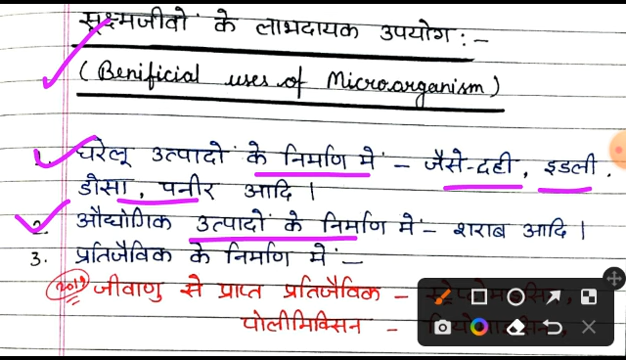 सूक्ष्मजीवों के लाभदायक उपयोग :-
(Benificial uses of Microorganism)
1. घरेलू उत्पादों के निर्माण में - जैसे-दही, इडली,
डोसा, पनीर आदि।
2. औद्योगिक उत्पादों के निर्माण में - शराब आदि।
3. प्रतिजैविक के निर्माण में -
2019 जीवाणु से प्राप्त प्रतिजैविक -
पोलीमिक्सिन -